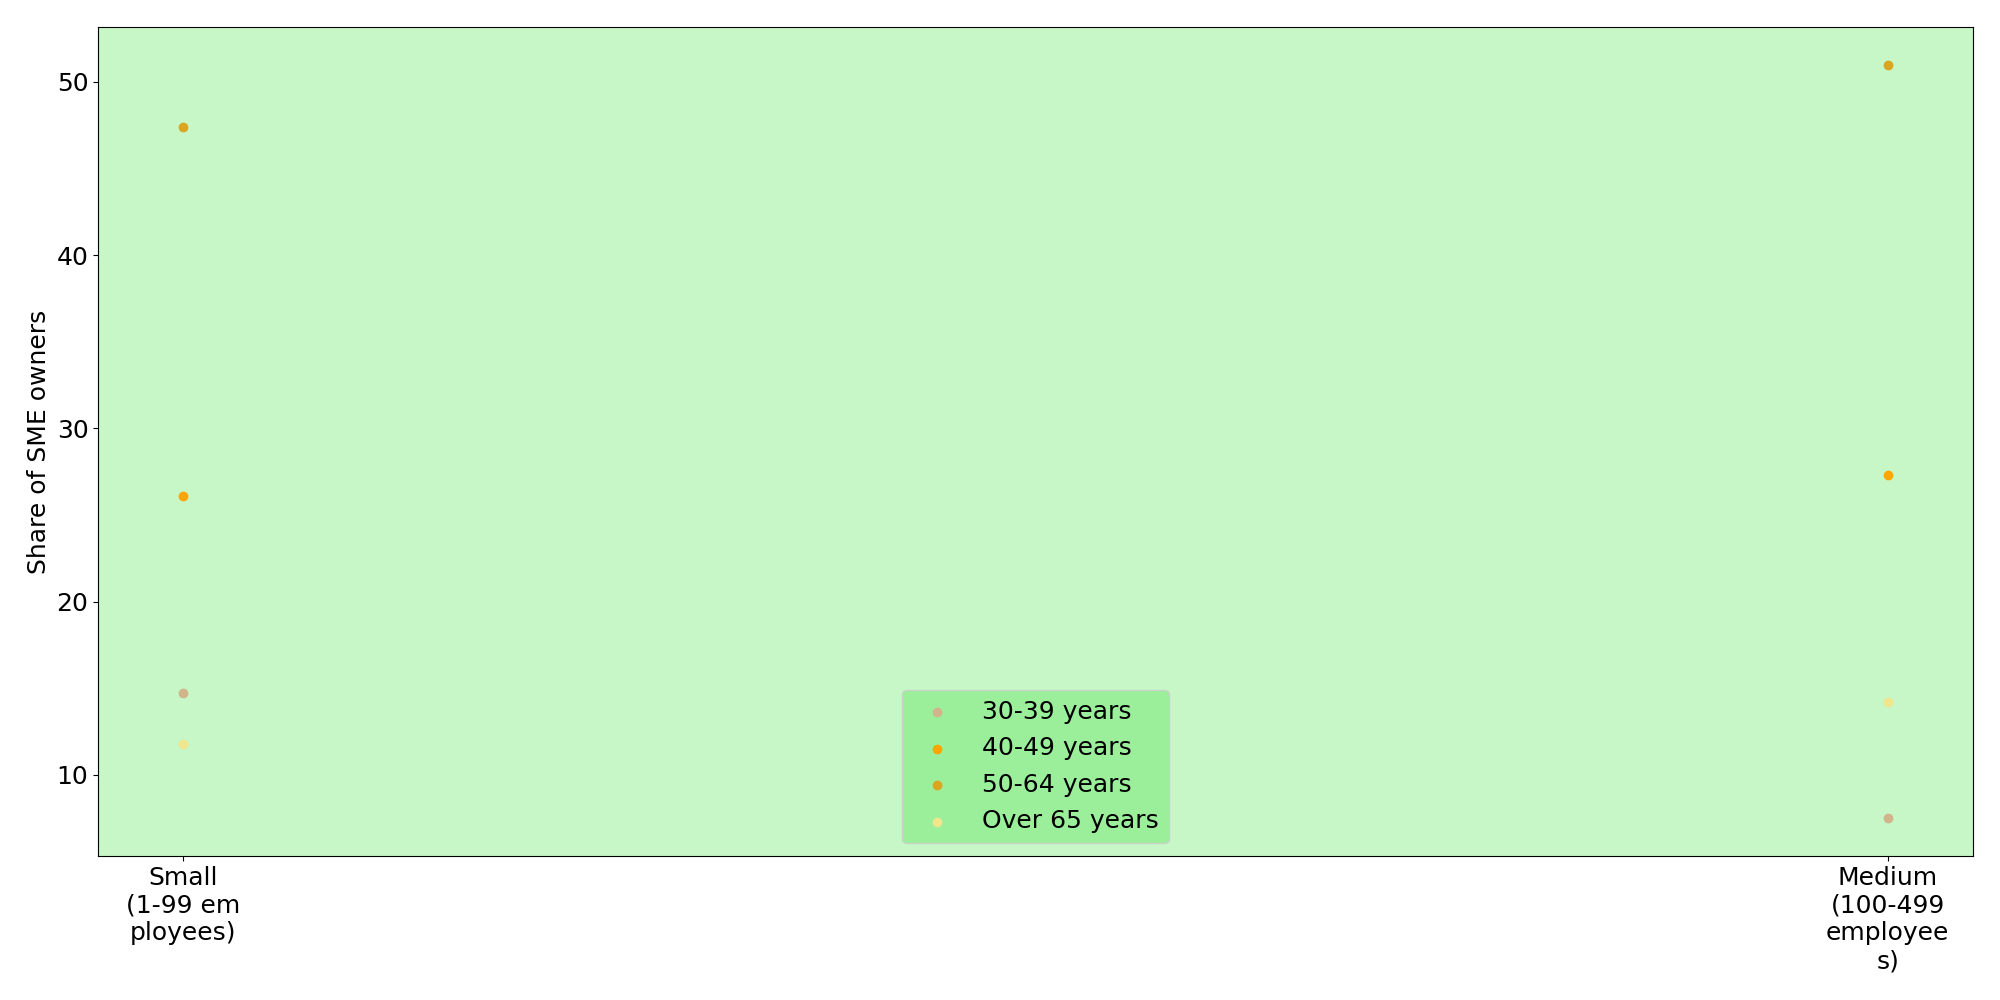 50
40
30
20
10
Share of SME owners
30-39 years
40-49 years
50-64 years
Over 65 years
Small
(1-99 em
ployees)
Medium
(100-499
employee
s)